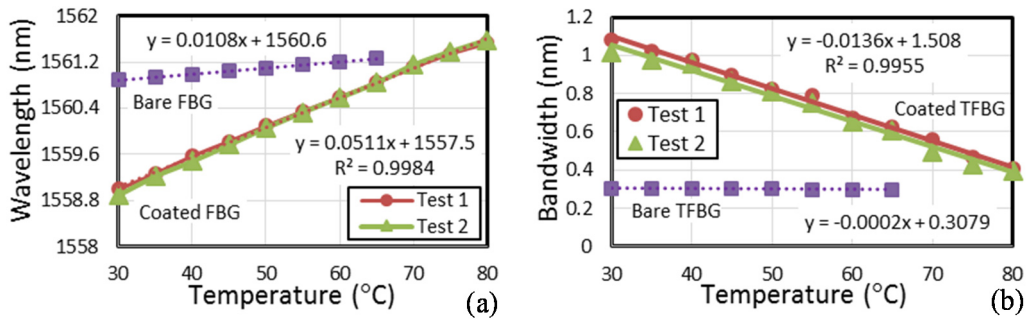 1562
1561.2
1560.4
1559.6
1558.8
1558
Wavelength (nm)
y = 0.0108x + 1560.6
Bare FBG
y = 0.0511x + 1557.5
R² = 0.9984
Coated FBG
Test 1
Test 2
30 40 50 60 70 80
Temperature (°C)
(a)
1.2
1
0.8
0.6
0.4
0.2
0
Bandwidth (nm)
y = -0.0136x + 1.508
R² = 0.9955
Test 1
Test 2
Coated TFBG
Bare TFBG
y = -0.0002x + 0.3079
30 40 50 60 70 80
Temperature (°C)
(b)